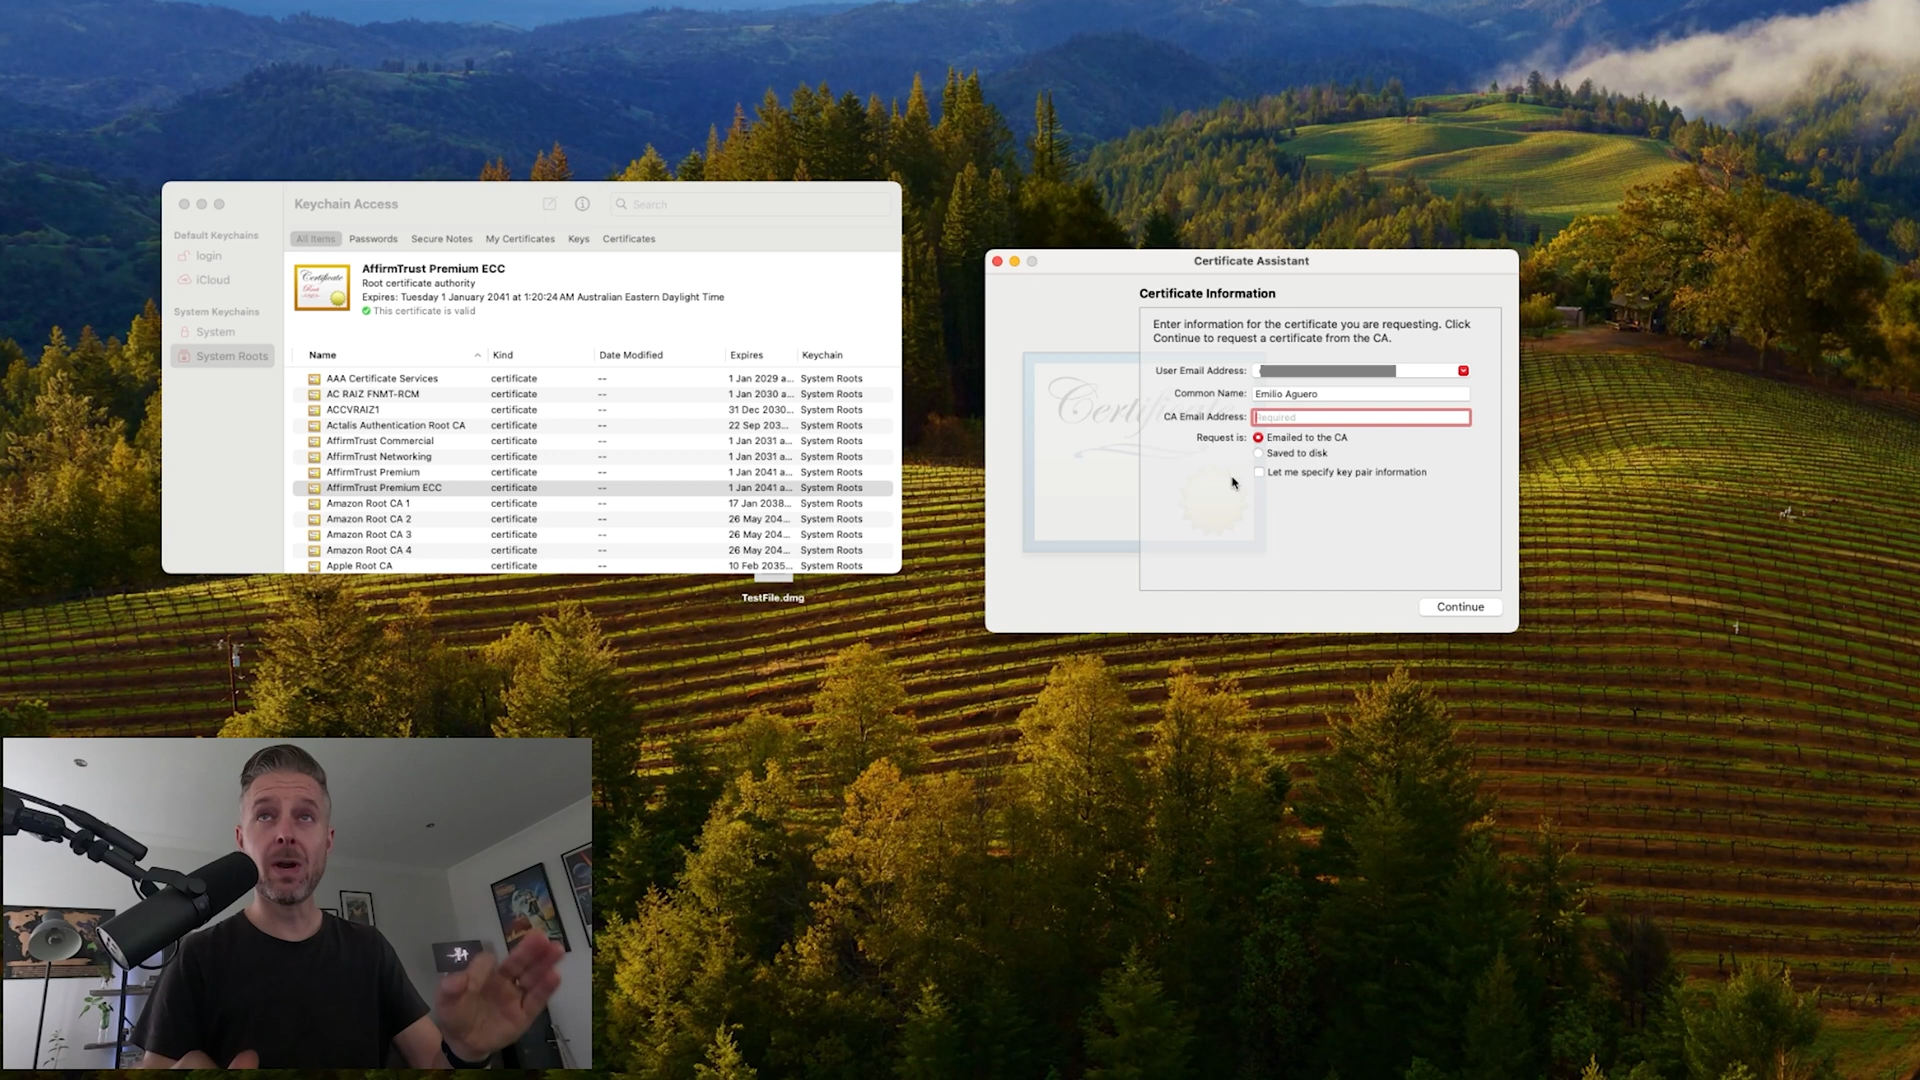 Keychain Access
Search
Default Keychains
login
iCloud
System Keychains
System
System Roots
All Items Passwords Secure Notes My Certificates Keys Certificates
Certificate
Root
AffirmTrust Premium ECC
Root certificate authority
Expires: Tuesday 1 January 2041 at 1:20:24 AM Australian Eastern Daylight Time
This certificate is valid
Name Kind Date Modified Expires Keychain
AAA Certificate Services certificate -- 1 Jan 2029 a... System Roots
AC RAIZ FNMT-RCM certificate -- 1 Jan 2030 a... System Roots
ACCVRAIZ1 certificate -- 31 Dec 2030... System Roots
Actalis Authentication Root CA certificate -- 22 Sep 203... System Roots
AffirmTrust Commercial certificate -- 1 Jan 2031 a... System Roots
AffirmTrust Networking certificate -- 1 Jan 2031 a... System Roots
AffirmTrust Premium certificate -- 1 Jan 2041 a... System Roots
AffirmTrust Premium ECC certificate -- 1 Jan 2041 a... System Roots
Amazon Root CA 1 certificate -- 17 Jan 2038... System Roots
Amazon Root CA 2 certificate -- 26 May 204... System Roots
Amazon Root CA 3 certificate -- 26 May 204... System Roots
Amazon Root CA 4 certificate -- 26 May 204... System Roots
Apple Root CA certificate -- 10 Feb 2035... System Roots
TestFile.dmg
Certificate Assistant
Certificate Information
Enter information for the certificate you are requesting. Click
Continue to request a certificate from the CA.
User Email Address:
Common Name: Emilio Aguero
CA Email Address: Required
Request is: Emailed to the CA
Saved to disk
Let me specify key pair information
Continue